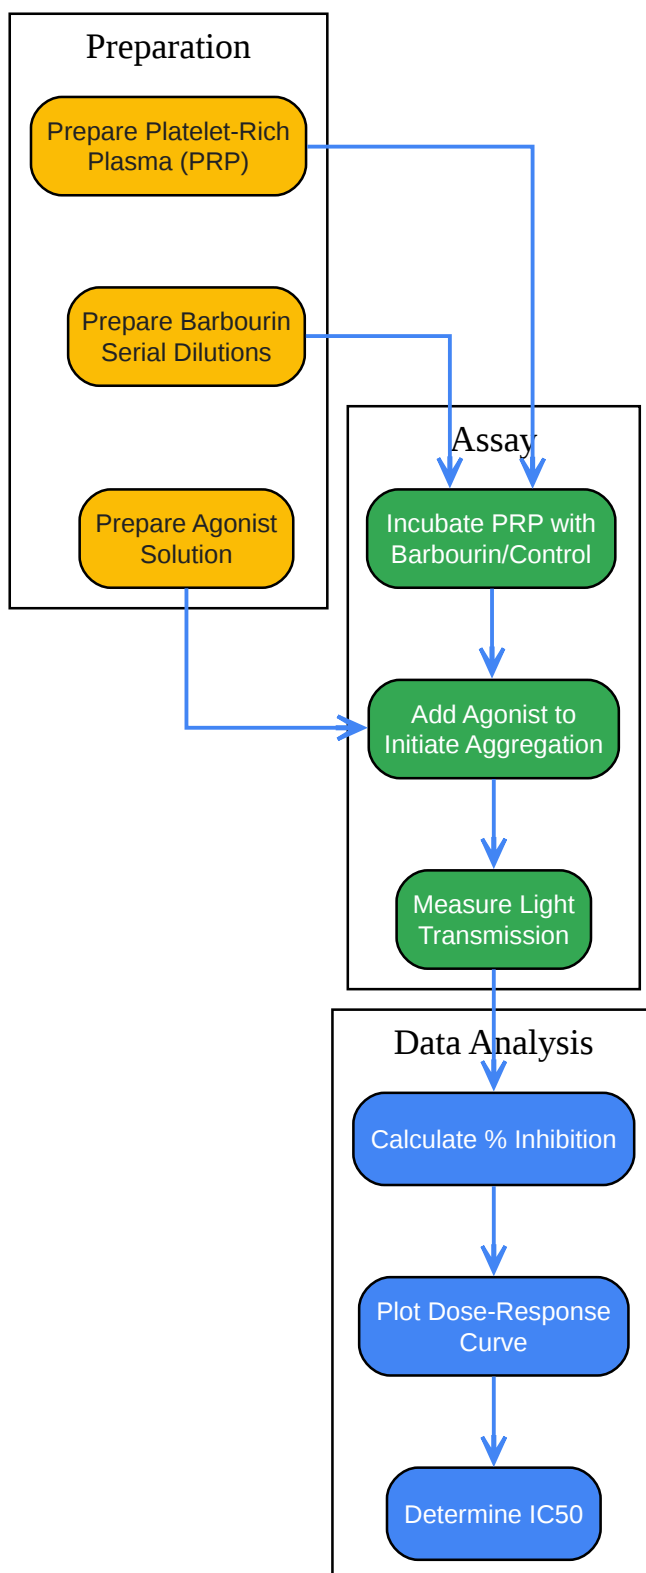 Preparation
Prepare Platelet-Rich
Plasma (PRP)
Prepare Barbourin
Serial Dilutions
Prepare Agonist
Solution
Assay
Incubate PRP with
Barbourin/Control
Add Agonist to
Initiate Aggregation
Measure Light
Transmission
Data Analysis
Calculate % Inhibition
Plot Dose-Response
Curve
Determine IC50